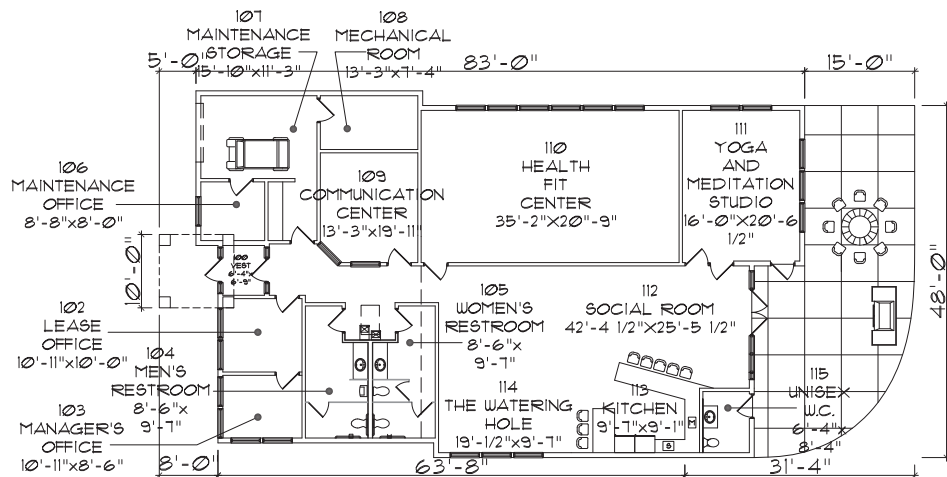 107
MAINTENANCE
STORAGE
15'-10"x11'-3"
108
MECHANICAL
ROOM
13'-3"x7'-4"
5'-0"
83'-0"
15'-0"
106
MAINTENANCE
OFFICE
8'-8"x8'-0"
109
COMMUNICATION
CENTER
13'-3"x19'-11"
110
HEALTH
FIT
CENTER
35'-2"x20'-9"
111
YOGA
AND
MEDITATION
STUDIO
16'-0"x20'-6
1/2"
100
VEST
6'-4"x
6'-9"
10'-0"
48'-0"
102
LEASE
OFFICE
10'-11"x10'-0"
105
WOMEN'S
RESTROOM
8'-6"x
9'-7"
112
SOCIAL ROOM
42'-4 1/2"x25'-5 1/2"
104
MEN'S
RESTROOM
8'-6"x
9'-7"
103
MANAGER'S
OFFICE
10'-11"x8'-6"
114
THE WATERING
HOLE
19'-1/2"x9'-7"
113
KITCHEN
9'-7"x9'-1"
115
UNISEX
W.C.
6'-4"x
8'-4"
8'-0"
63'-8"
31'-4"